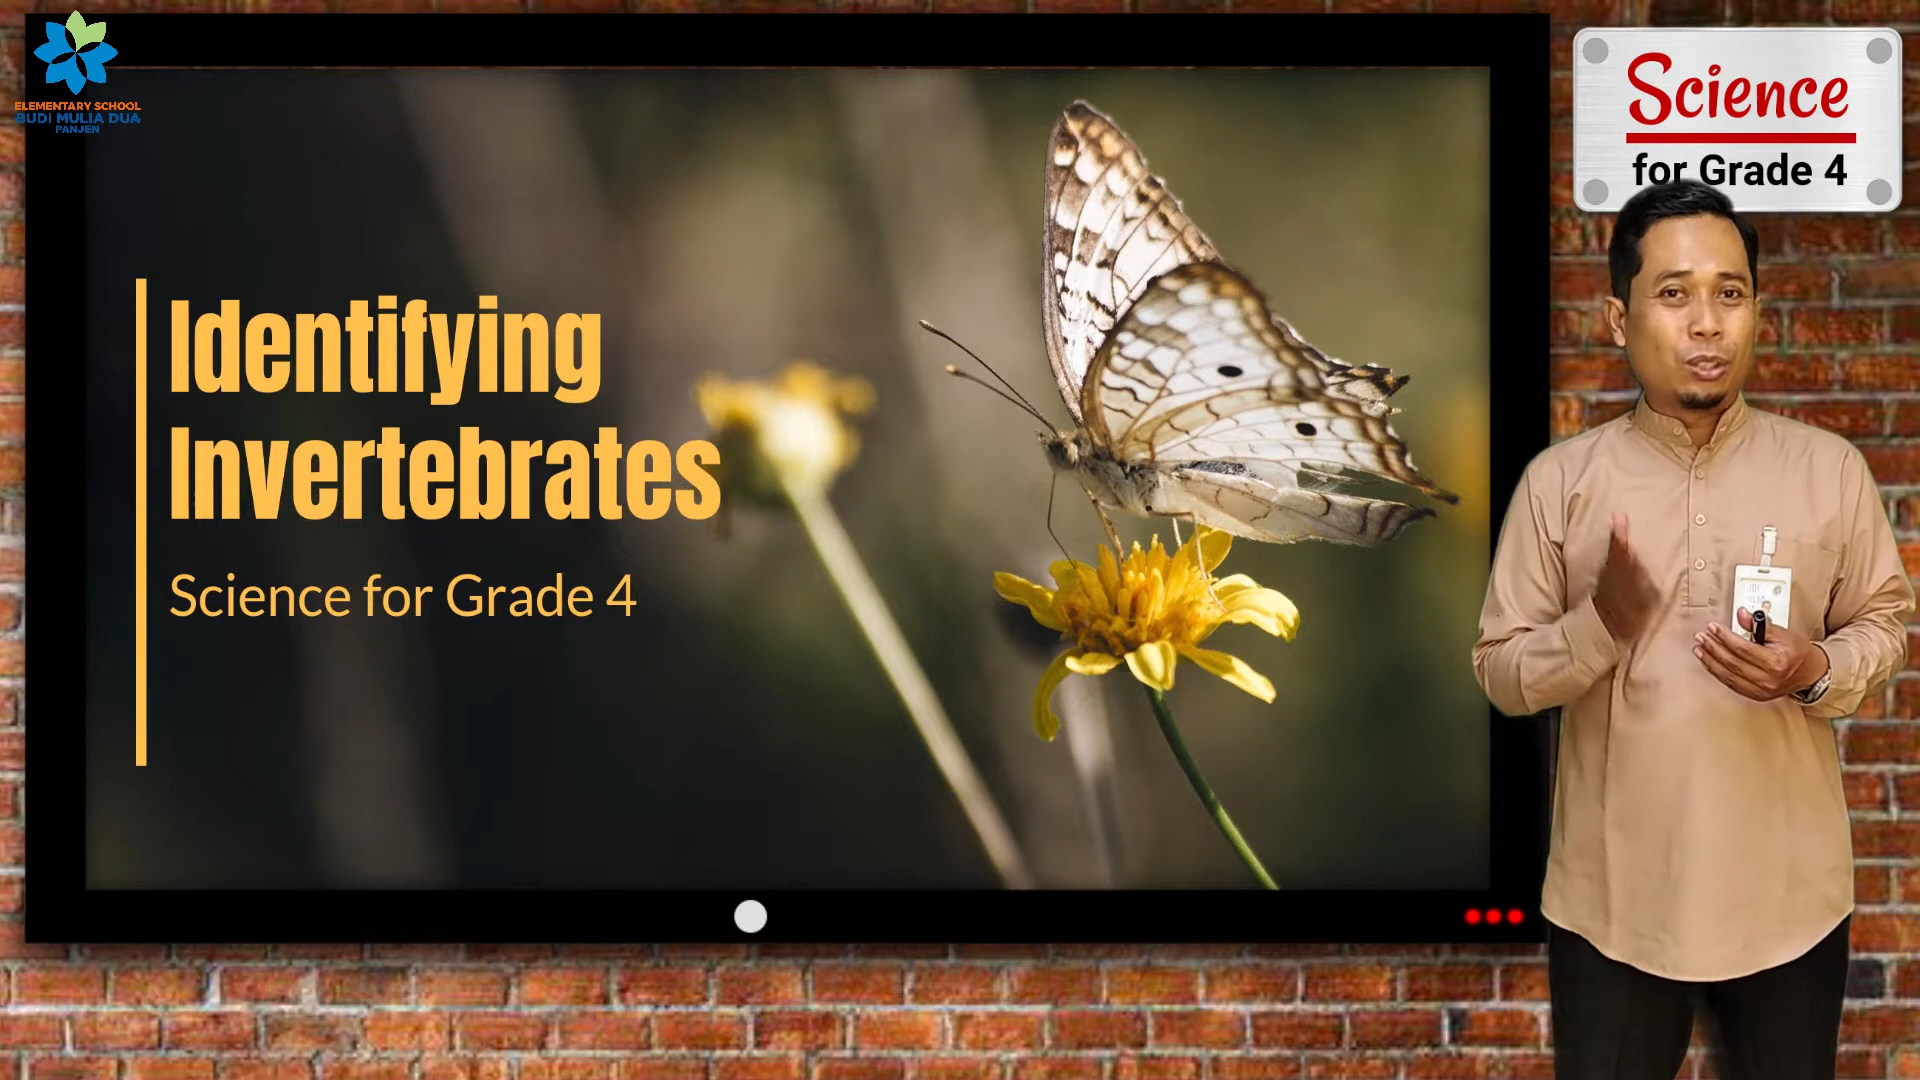 ELEMENTARY SCHOOL
BUDI MULIA DUA
PANJEN
Science
for Grade 4
Identifying
Invertebrates
Science for Grade 4